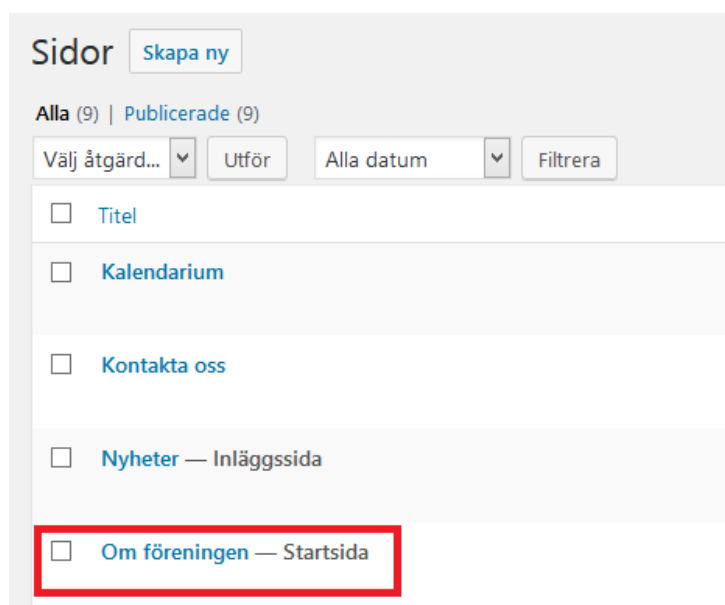 Sidor Skapa ny
Alla (9) | Publicerade (9)
Välj åtgärd... Utför Alla datum Filtrera
Titel
Kalendarium
Kontakta oss
Nyheter — Inläggssida
Om föreningen — Startsida